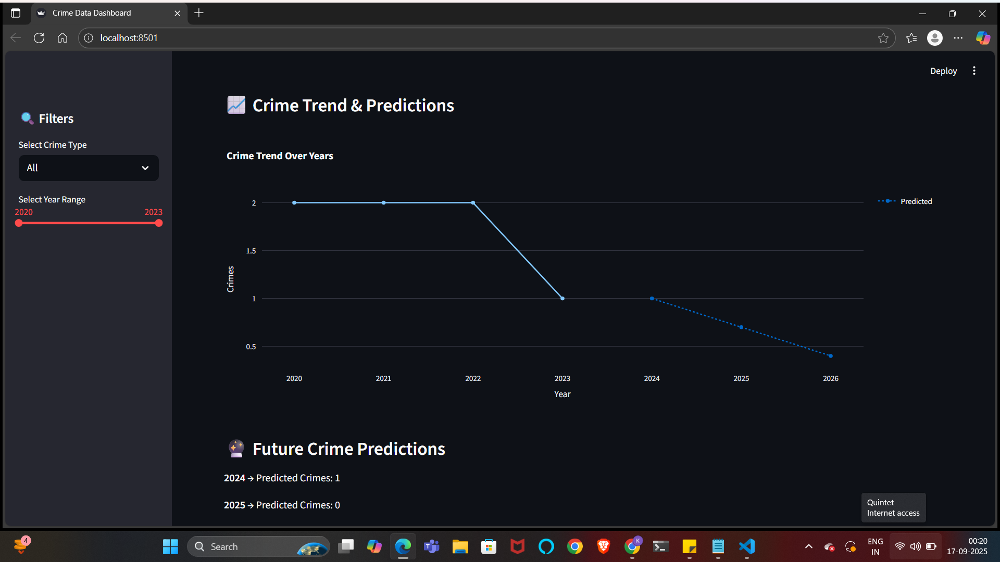 Crime Data Dashboard
localhost:8501
Deploy
Filters
Select Crime Type
All
Select Year Range
2020 2023
Crime Trend & Predictions
Crime Trend Over Years
2
1.5
1
0.5
Crimes
2020 2021 2022 2023 2024 2025 2026
Year
Predicted
Future Crime Predictions
2024 → Predicted Crimes: 1
2025 → Predicted Crimes: 0
Quintet
Internet access
4
Search
K
ENG
IN
00:20
17-09-2025